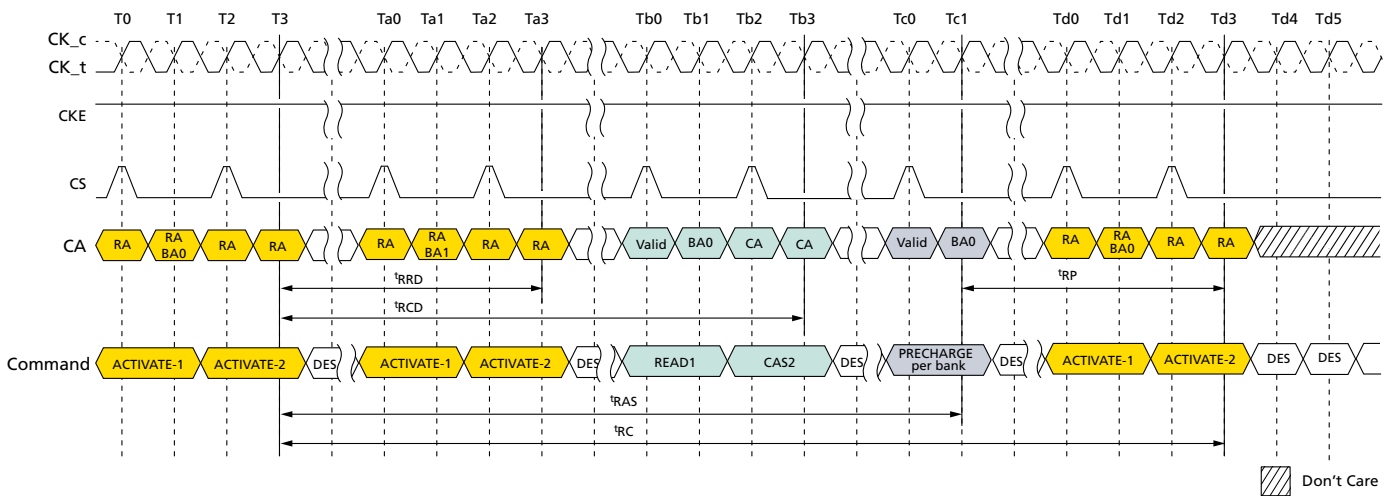 T0 T1 T2 T3 Ta0 Ta1 Ta2 Ta3 Tb0 Tb1 Tb2 Tb3 Tc0 Tc1 Td0 Td1 Td2 Td3 Td4 Td5
CK_c
CK_t
CKE
CS
CA RA RA BA0 RA RA RA RA BA1 RA RA Valid BA0 CA CA Valid BA0 RA RA BA0 RA RA
tRRD tRP
tRCD
Command ACTIVATE-1 ACTIVATE-2 DES ACTIVATE-1 ACTIVATE-2 DES READ1 CAS2 DES PRECHARGE per bank DES ACTIVATE-1 ACTIVATE-2 DES DES
tRAS
tRC
Don't Care